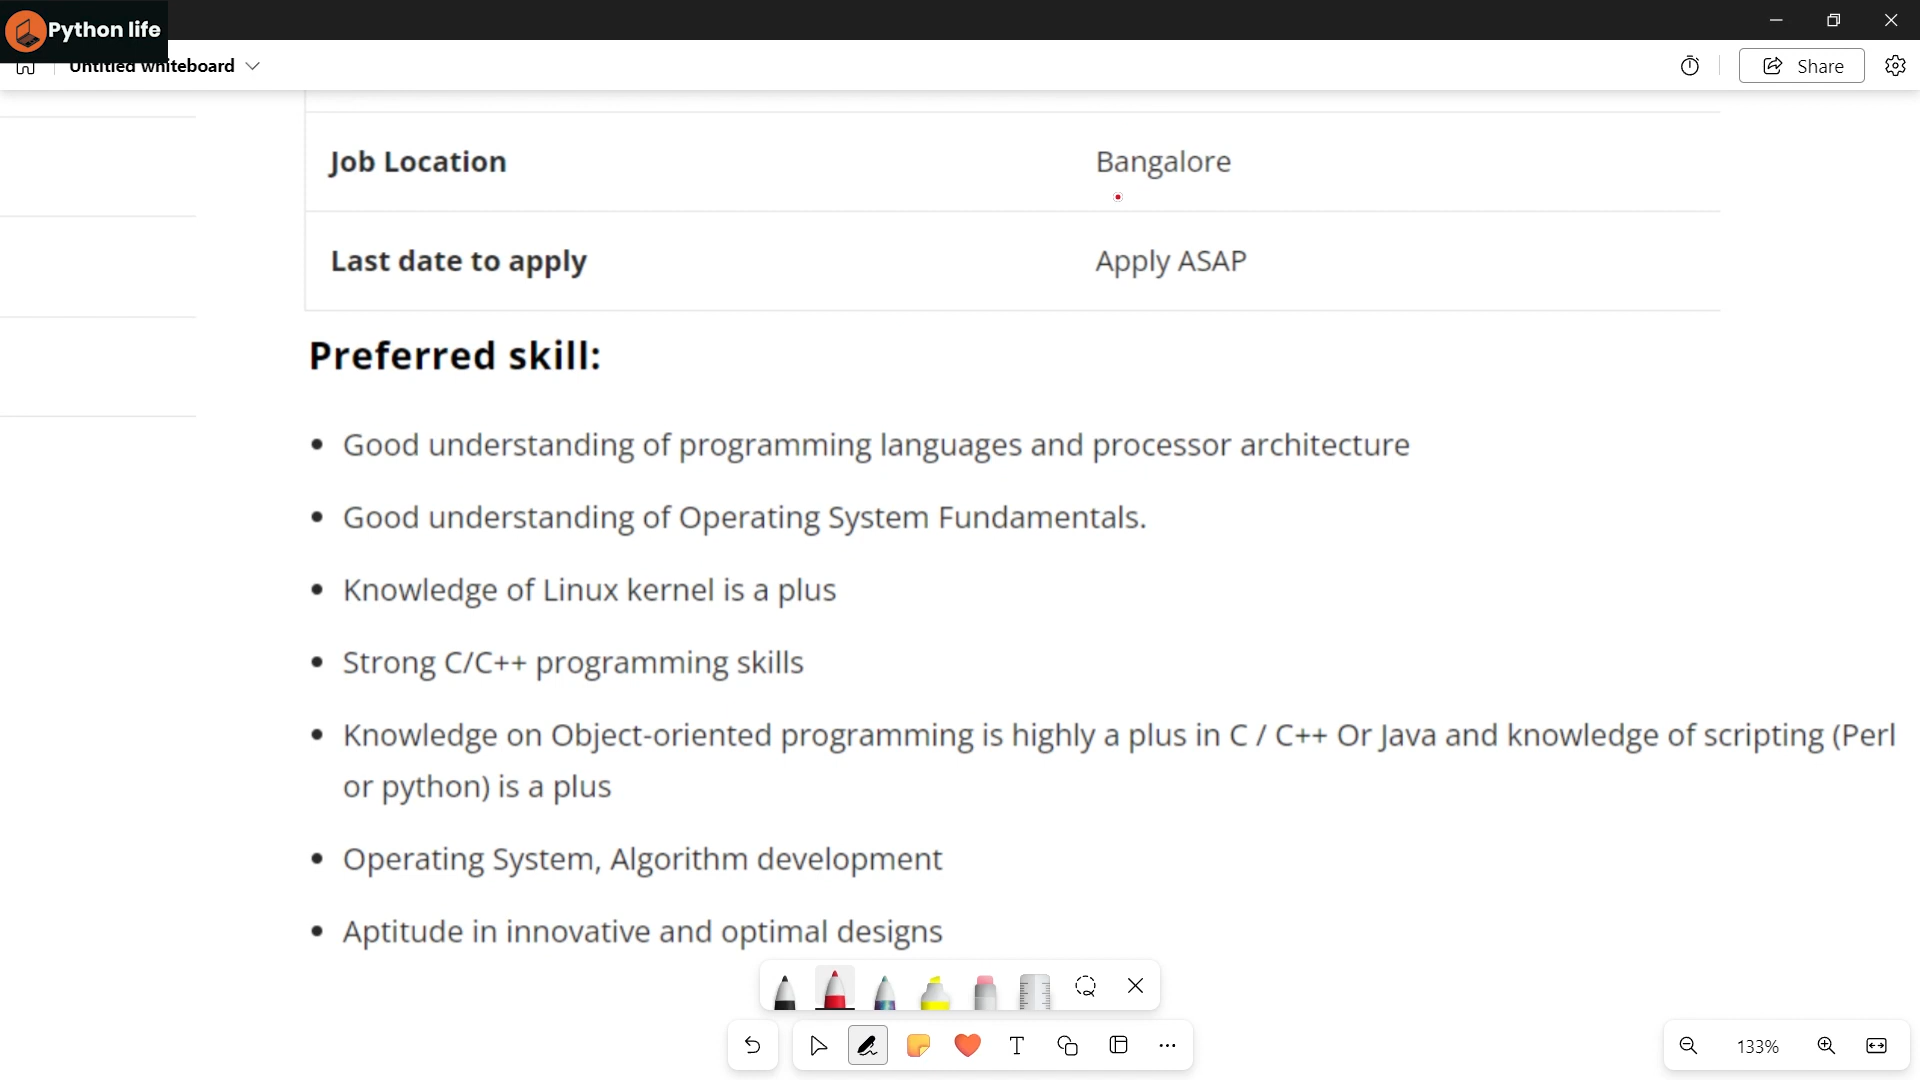 Python life
Untitled whiteboard
Share
Job Location Bangalore
Last date to apply Apply ASAP
Preferred skill:
• Good understanding of programming languages and processor architecture
• Good understanding of Operating System Fundamentals.
• Knowledge of Linux kernel is a plus
• Strong C/C++ programming skills
• Knowledge on Object-oriented programming is highly a plus in C / C++ Or Java and knowledge of scripting (Perl
or python) is a plus
• Operating System, Algorithm development
• Aptitude in innovative and optimal designs
133%